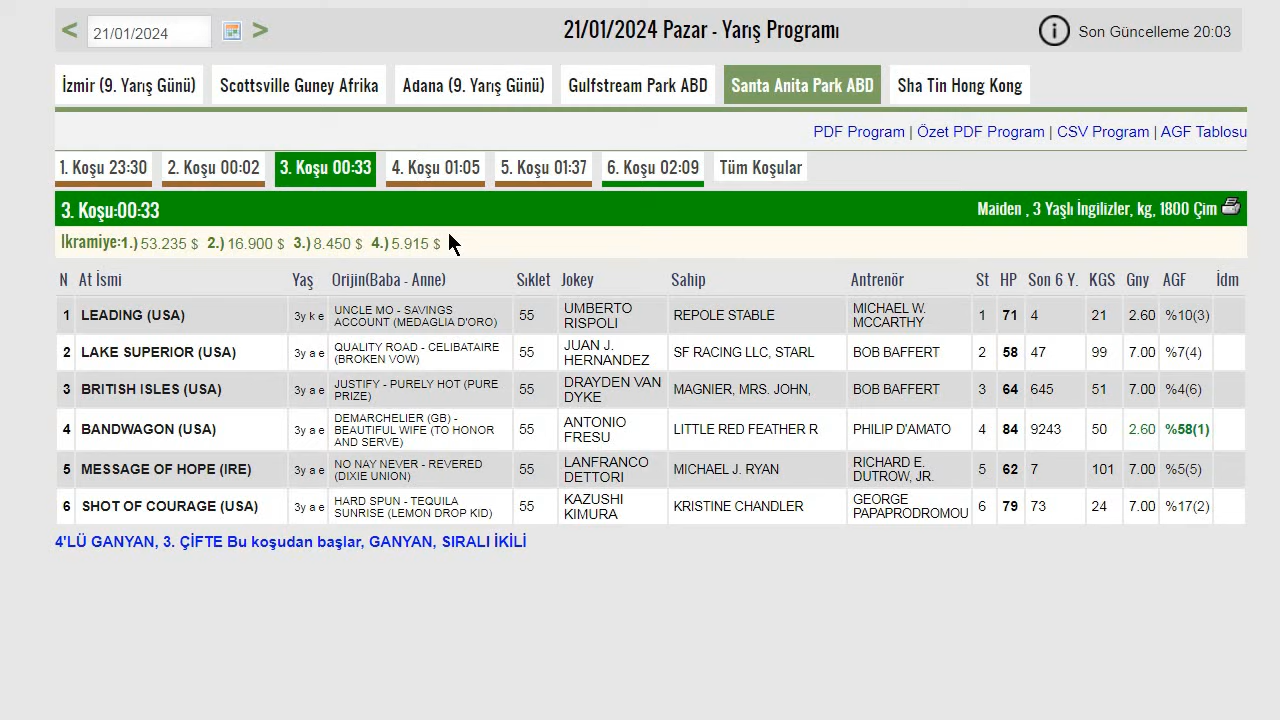 < 21/01/2024 > 21/01/2024 Pazar - Yarış Programı Son Güncelleme 20:03
İzmir (9. Yarış Günü) Scottsville Guney Afrika Adana (9. Yarış Günü) Gulfstream Park ABD Santa Anita Park ABD Sha Tin Hong Kong
PDF Program | Özet PDF Program | CSV Program | AGF Tablosu
1. Koşu 23:30 2. Koşu 00:02 3. Koşu 00:33 4. Koşu 01:05 5. Koşu 01:37 6. Koşu 02:09 Tüm Koşular
3. Koşu:00:33 Maiden , 3 Yaşlı İngilizler, kg, 1800 Çim
Ikramiye:1.) 53.235 $ 2.) 16.900 $ 3.) 8.450 $ 4.) 5.915 $
N At İsmi Yaş Orijin(Baba - Anne) Sıklet Jokey Sahip Antrenör St HP Son 6 Y. KGS Gny AGF İdm
1 LEADING (USA) 3y k e UNCLE MO - SAVINGS ACCOUNT (MEDAGLIA D'ORO) 55 UMBERTO RISPOLI REPOLE STABLE MICHAEL W. MCCARTHY 1 71 4 21 2.60 %10(3)
2 LAKE SUPERIOR (USA) 3y a e QUALITY ROAD - CELIBATAIRE (BROKEN VOW) 55 JUAN J. HERNANDEZ SF RACING LLC, STARL BOB BAFFERT 2 58 47 99 7.00 %7(4)
3 BRITISH ISLES (USA) 3y a e JUSTIFY - PURELY HOT (PURE PRIZE) 55 DRAYDEN VAN DYKE MAGNIER, MRS. JOHN, BOB BAFFERT 3 64 645 51 7.00 %4(6)
4 BANDWAGON (USA) 3y a e DEMARCHELIER (GB) - BEAUTIFUL WIFE (TO HONOR AND SERVE) 55 ANTONIO FRESU LITTLE RED FEATHER R PHILIP D'AMATO 4 84 9243 50 2.60 %58(1)
5 MESSAGE OF HOPE (IRE) 3y a e NO NAY NEVER - REVERED (DIXIE UNION) 55 LANFRANCO DETTORI MICHAEL J. RYAN RICHARD E. DUTROW, JR. 5 62 7 101 7.00 %5(5)
6 SHOT OF COURAGE (USA) 3y a e HARD SPUN - TEQUILA SUNRISE (LEMON DROP KID) 55 KAZUSHI KIMURA KRISTINE CHANDLER GEORGE PAPAPRODROMOU 6 79 73 24 7.00 %17(2)
4'LÜ GANYAN, 3. ÇİFTE Bu koşudan başlar, GANYAN, SIRALI İKİLİ